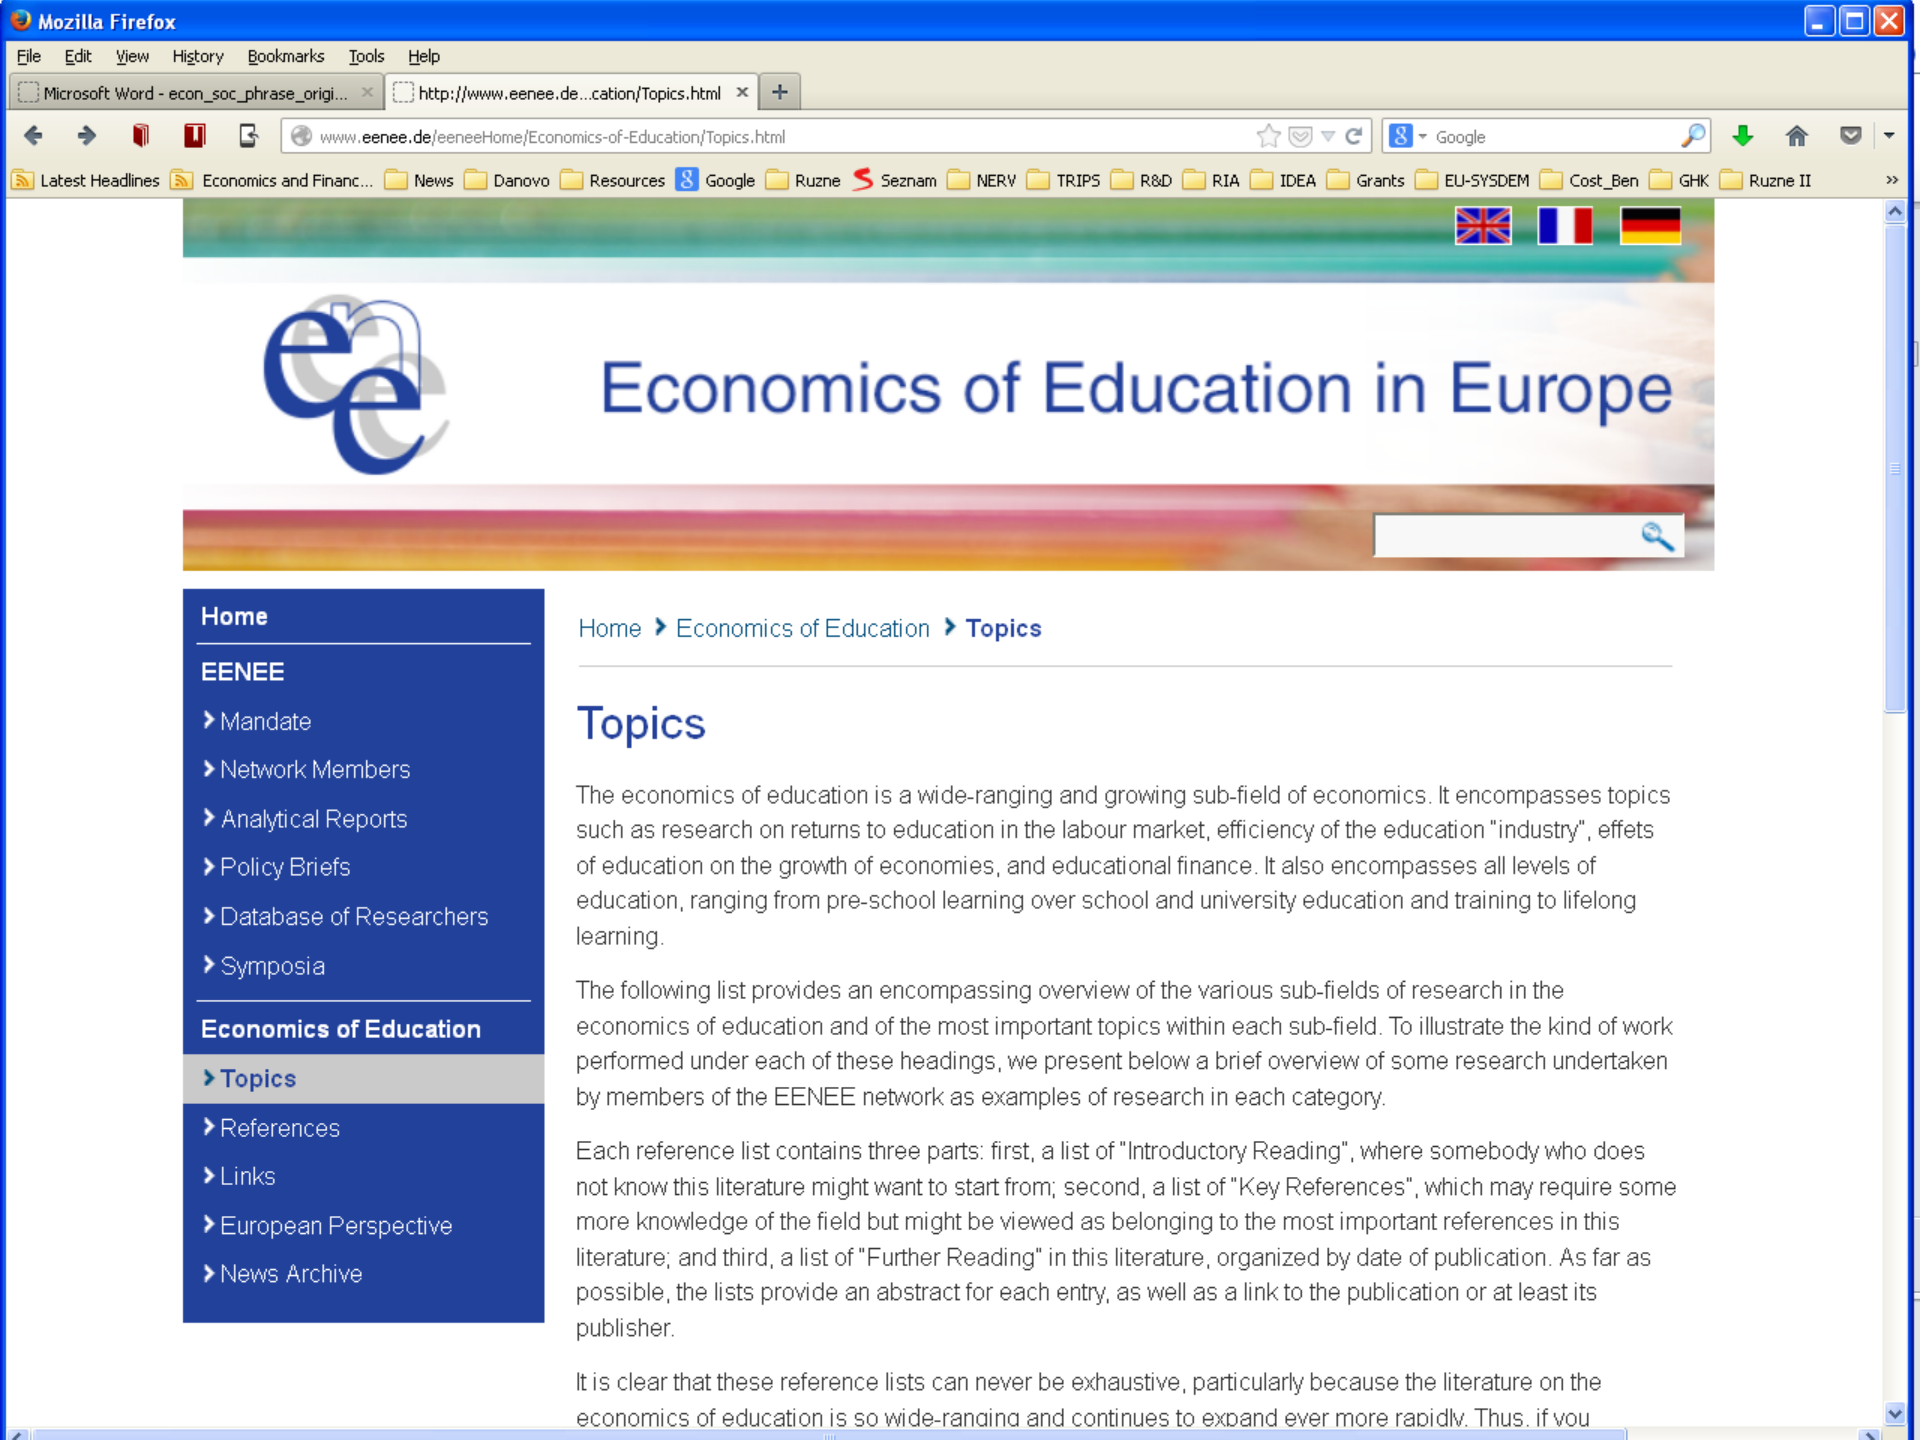 Mozilla Firefox
File Edit View History Bookmarks Tools Help
Microsoft Word - econ_soc_phrase_origi... http://www.eenee.de...cation/Topics.html
www.eenee.de/eeneeHome/Economics-of-Education/Topics.html Google
Latest Headlines Economics and Financ... News Danovo Resources Google Ruzne Seznam NERV TRIPS R&D RIA IDEA Grants EU-SYSDEM Cost_Ben GHK Ruzne II
Economics of Education in Europe
Home
EENEE
Mandate
Network Members
Analytical Reports
Policy Briefs
Database of Researchers
Symposia
Economics of Education
Topics
References
Links
European Perspective
News Archive
Home Economics of Education Topics
Topics
The economics of education is a wide-ranging and growing sub-field of economics. It encompasses topics
such as research on returns to education in the labour market, efficiency of the education "industry", effets
of education on the growth of economies, and educational finance. It also encompasses all levels of
education, ranging from pre-school learning over school and university education and training to lifelong
learning.
The following list provides an encompassing overview of the various sub-fields of research in the
economics of education and of the most important topics within each sub-field. To illustrate the kind of work
performed under each of these headings, we present below a brief overview of some research undertaken
by members of the EENEE network as examples of research in each category.
Each reference list contains three parts: first, a list of "Introductory Reading", where somebody who does
not know this literature might want to start from; second, a list of "Key References", which may require some
more knowledge of the field but might be viewed as belonging to the most important references in this
literature; and third, a list of "Further Reading" in this literature, organized by date of publication. As far as
possible, the lists provide an abstract for each entry, as well as a link to the publication or at least its
publisher.
It is clear that these reference lists can never be exhaustive, particularly because the literature on the
economics of education is so wide-ranging and continues to expand ever more rapidly. Thus, if you